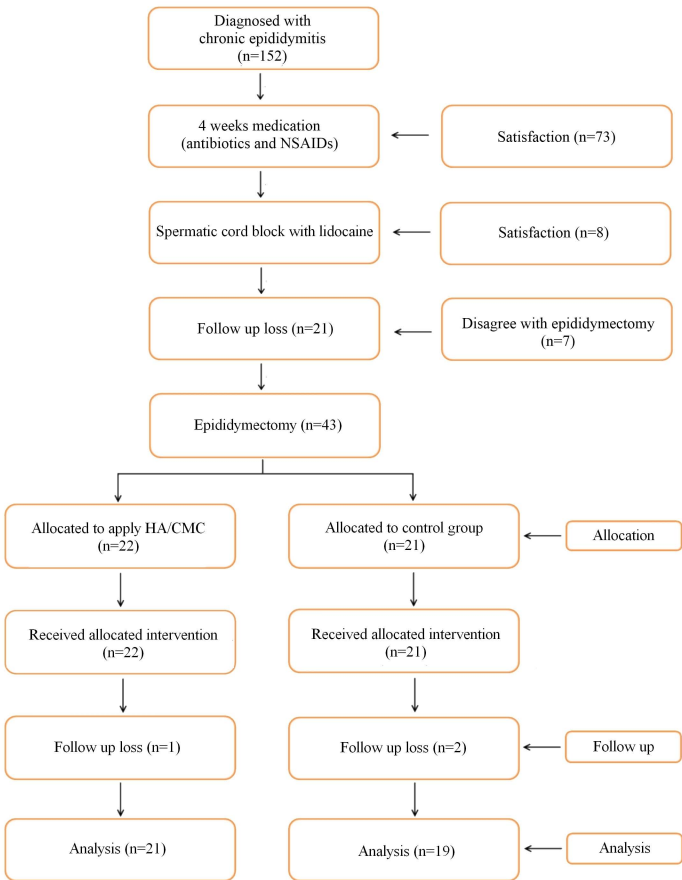 Diagnosed with
chronic epididymitis
(n=152)
4 weeks medication
(antibiotics and NSAIDs)
Satisfaction (n=73)
Spermatic cord block with lidocaine
Satisfaction (n=8)
Follow up loss (n=21)
Disagree with epididymectomy
(n=7)
Epididymectomy (n=43)
Allocated to apply HA/CMC
(n=22)
Allocated to control group
(n=21)
Allocation
Received allocated intervention
(n=22)
Received allocated intervention
(n=21)
Follow up loss (n=1)
Follow up loss (n=2)
Follow up
Analysis (n=21)
Analysis (n=19)
Analysis